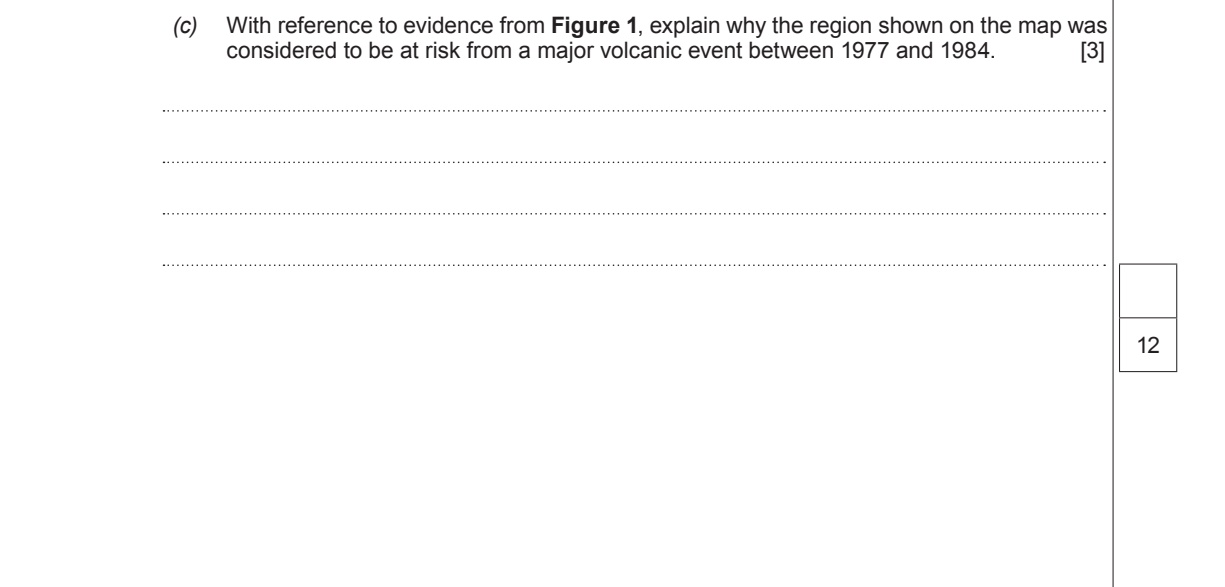 (c) With reference to evidence from Figure 1, explain why the region shown on the map was
considered to be at risk from a major volcanic event between 1977 and 1984. [3]
12